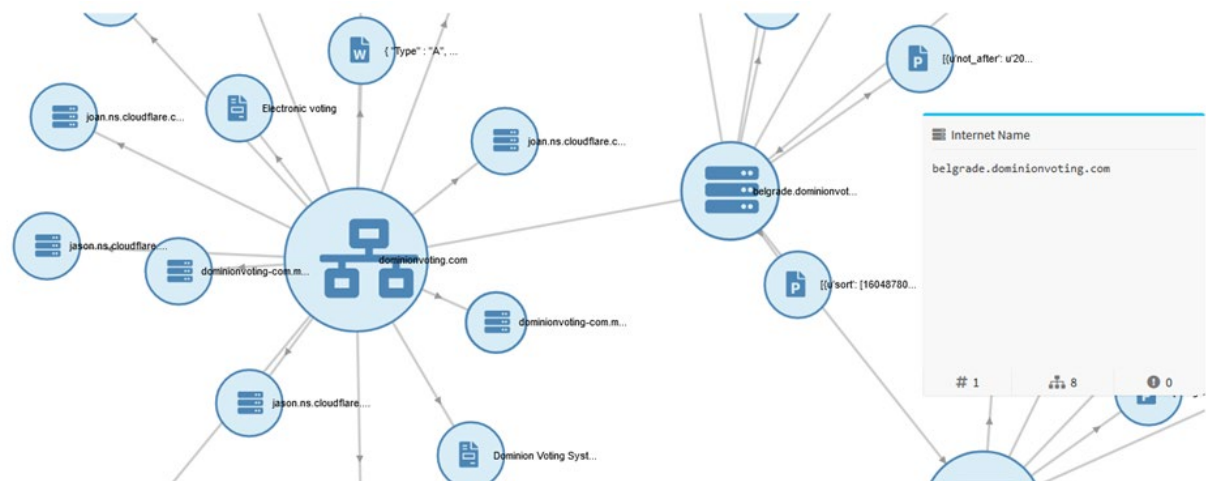 { "Type" : "A", ...
[{u'not_after': u'20...
Electronic voting
joan.ns.cloudflare.c...
joan.ns.cloudflare.c...
Internet Name
belgrade.dominionvoting.com
belgrade.dominionvot...
jason.ns.cloudflare....
dominionvoting-com.m...
dominionvoting.com
[{u'sort': [16048780...
dominionvoting-com.m...
# 1
8
0
jason.ns.cloudflare....
Dominion Voting Syst...